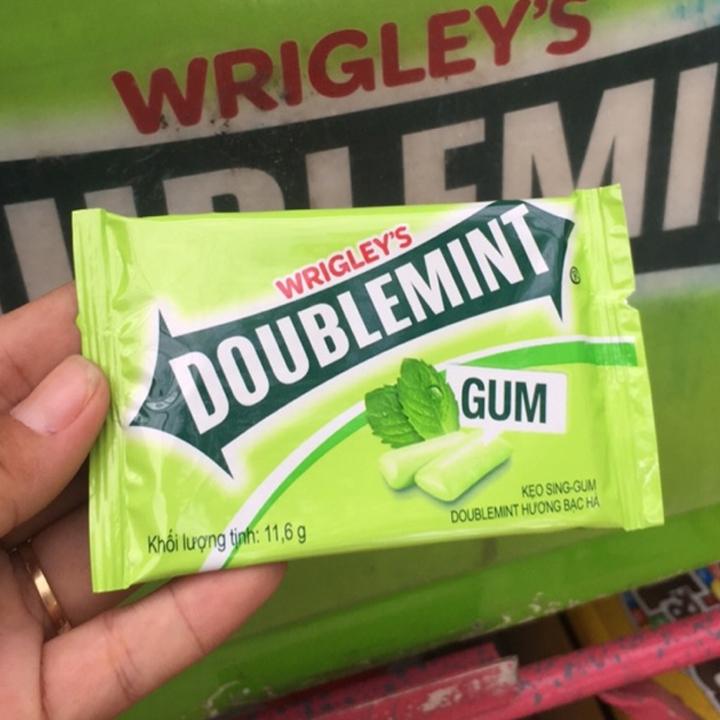 WRIGLEY'S
WRIGLEY'S
DOUBLEMINT
®
GUM
KẸO SING-GUM
DOUBLEMINT HƯƠNG BẠC HÀ
Khối lượng tịnh: 11,6 g